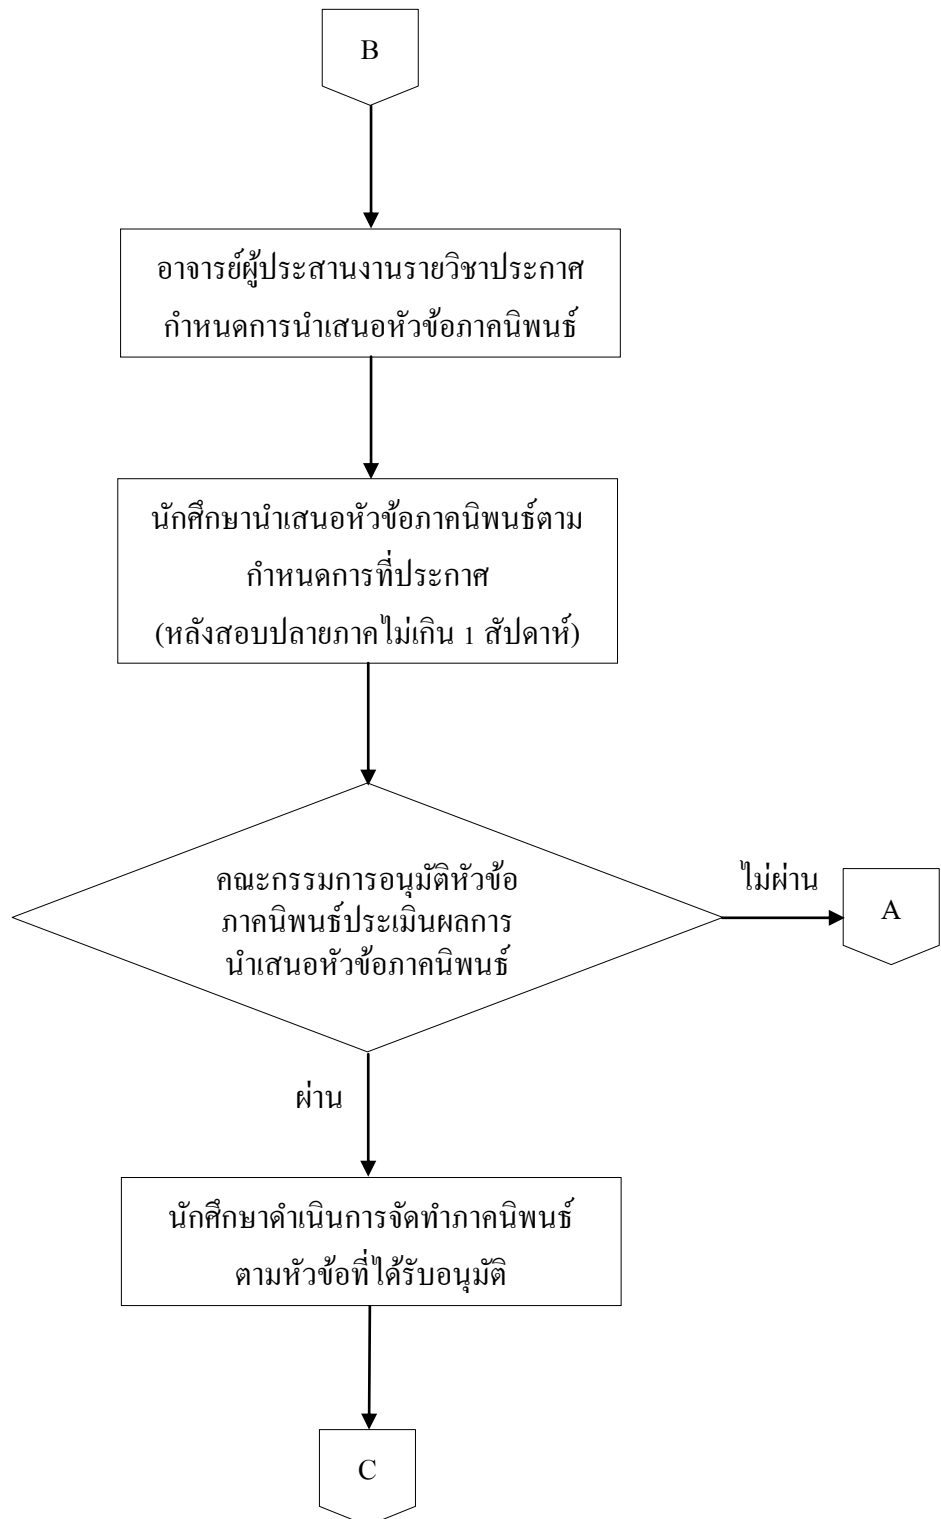 B
อาจารย์ผู้ประสานงานรายวิชาประกาศ
กำหนดการนำเสนอหัวข้อภาคนิพนธ์
นักศึกษานำเสนอหัวข้อภาคนิพนธ์ตาม
กำหนดการที่ประกาศ
(หลังสอบปลายภาคไม่เกิน 1 สัปดาห์)
คณะกรรมการอนุมัติหัวข้อ
ภาคนิพนธ์ประเมินผลการ
นำเสนอหัวข้อภาคนิพนธ์
ไม่ผ่าน
A
ผ่าน
นักศึกษาดำเนินการจัดทำภาคนิพนธ์
ตามหัวข้อที่ได้รับอนุมัติ
C